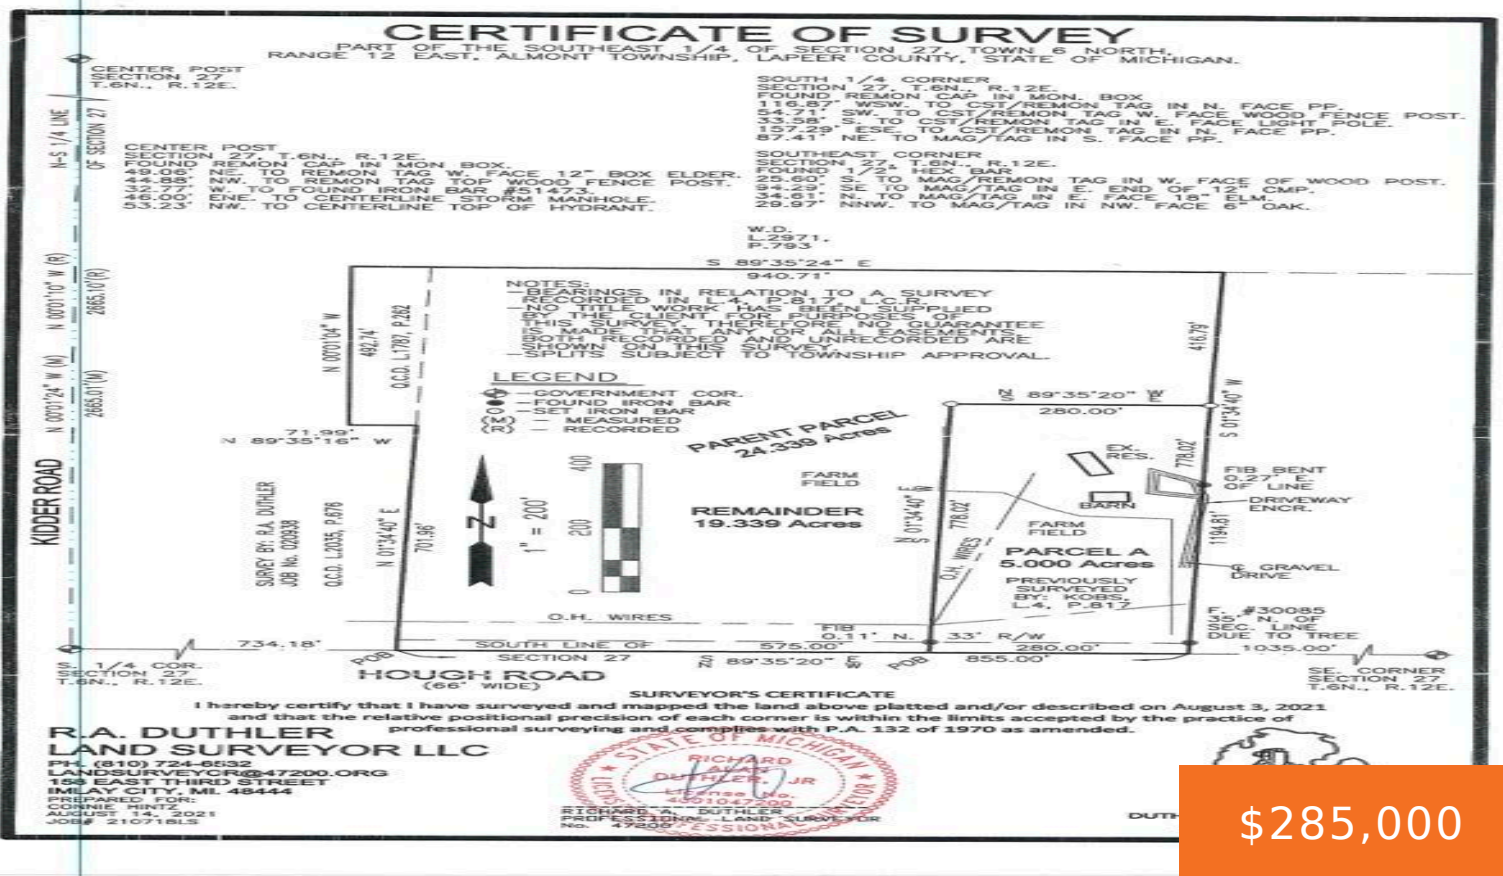 CERTIFICATE OF SURVEY
PART OF THE SOUTHEAST 1/4 OF SECTION 27, TOWN 6 NORTH,
RANGE 12 EAST, ALMONT TOWNSHIP, LAPEER COUNTY, STATE OF MICHIGAN.
CENTER POST
SECTION 27
T.6N., R.12E.
N-S 1/4 LINE
OF SECTION 27
SOUTH 1/4 CORNER
SECTION 27, T.6N., R.12E.
FOUND REMON CAP IN MON. BOX
116.87' WSW. TO CST/REMON TAG IN N. FACE PP.
54.71' SW. TO CST/REMON TAG W. FACE WOOD FENCE POST.
33.58' S. TO CST/REMON TAG IN E. FACE LIGHT POLE.
157.29' ESE. TO CST/REMON TAG IN N. FACE PP.
87.41' NE. TO MAG/TAG IN S. FACE PP.
CENTER POST
SECTION 27, T.6N., R.12E.
FOUND REMON CAP IN MON BOX.
49.06' NE. TO REMON TAG W. FACE 12" BOX ELDER.
44.88' NW. TO REMON TAG TOP WOOD FENCE POST.
32.77' W. TO FOUND IRON BAR #51473.
46.00' ENE. TO CENTERLINE STORM MANHOLE.
53.23' NW. TO CENTERLINE TOP OF HYDRANT.
SOUTHEAST CORNER
SECTION 27, T.6N., R.12E.
FOUND 1/2" HEX BAR
25.60' S. TO MAG/REMON TAG IN W. FACE OF WOOD POST.
94.29' SE TO MAG/TAG IN E. END OF 12" CMP.
34.61' N. TO MAG/TAG IN E. FACE 18" ELM.
29.97' NNW. TO MAG/TAG IN NW. FACE 6" OAK.
W.D.
L.2971,
P.793
S 89°35'24" E
940.71'
NOTES:
-BEARINGS IN RELATION TO A SURVEY
RECORDED IN L.4, P.817, L.C.R.
-NO TITLE WORK HAS BEEN SUPPLIED
BY THE CLIENT FOR PURPOSES OF
THIS SURVEY, THEREFORE NO GUARANTEE
IS MADE THAT ANY OR ALL EASEMENTS,
BOTH RECORDED AND UNRECORDED ARE
SHOWN ON THIS SURVEY.
-SPLITS SUBJECT TO TOWNSHIP APPROVAL.
N 00°01'10" W (R)
2665.10'(R)
N 00°01'24" W (M)
2665.01'(M)
KIDDER ROAD
N 00°01'04" W
492.74'
Q.C.D. L.1787, P.262
416.79'
LEGEND
-GOVERNMENT COR.
-FOUND IRON BAR
-SET IRON BAR
(M) - MEASURED
(R) - RECORDED
71.99'
N 89°35'16" W
PARENT PARCEL
24.339 Acres
89°35'20"
280.00'
S 01°34'40" W
778.02'
EX.
RES.
BARN
FIB BENT
0.27' E.
OF LINE
DRIVEWAY
ENCR.
FARM
FIELD
REMAINDER
19.339 Acres
N 01°34'40" E
701.96'
SURVEY BY: R.A. DUTHLER
JOB No. 020938
Q.C.D. L.2035, P.676
N
1" = 200'
400
200
0
01°34'40"
778.02'
O.H. WIRES
FARM
FIELD
PARCEL A
5.000 Acres
PREVIOUSLY
SURVEYED
BY: KOBS,
L.4, P.817
1194.81'
GRAVEL
DRIVE
F. #30085
35' N. OF
SEC. LINE
DUE TO TREE
O.H. WIRES
FIB
0.11' N.
33' R/W
734.18'
SOUTH LINE OF
SECTION 27
575.00'
89°35'20"
280.00'
855.00'
1035.00'
POB
POB
S. 1/4 COR.
SECTION 27
T.6N., R.12E.
HOUGH ROAD
(66' WIDE)
SE. CORNER
SECTION 27
T.6N., R.12E.
SURVEYOR'S CERTIFICATE
I hereby certify that I have surveyed and mapped the land above platted and/or described on August 3, 2021
and that the relative positional precision of each corner is within the limits accepted by the practice of
professional surveying and complies with P.A. 132 of 1970 as amended.
R.A. DUTHLER
LAND SURVEYOR LLC
PH. (810) 724-6532
LANDSURVEYOR@47200.ORG
158 EAST THIRD STREET
IMLAY CITY, MI. 48444
PREPARED FOR:
CONNIE HINTZ
AUGUST 14, 2021
JOB# 210718LS
STATE OF MICHIGAN
RICHARD
ALAN
DUTHLER, JR
License No.
4001047200
LICENSED PROFESSIONAL SURVEYOR
RICHARD A. DUTHLER
PROFESSIONAL LAND SURVEYOR
No. 47200
DUTH
$285,000